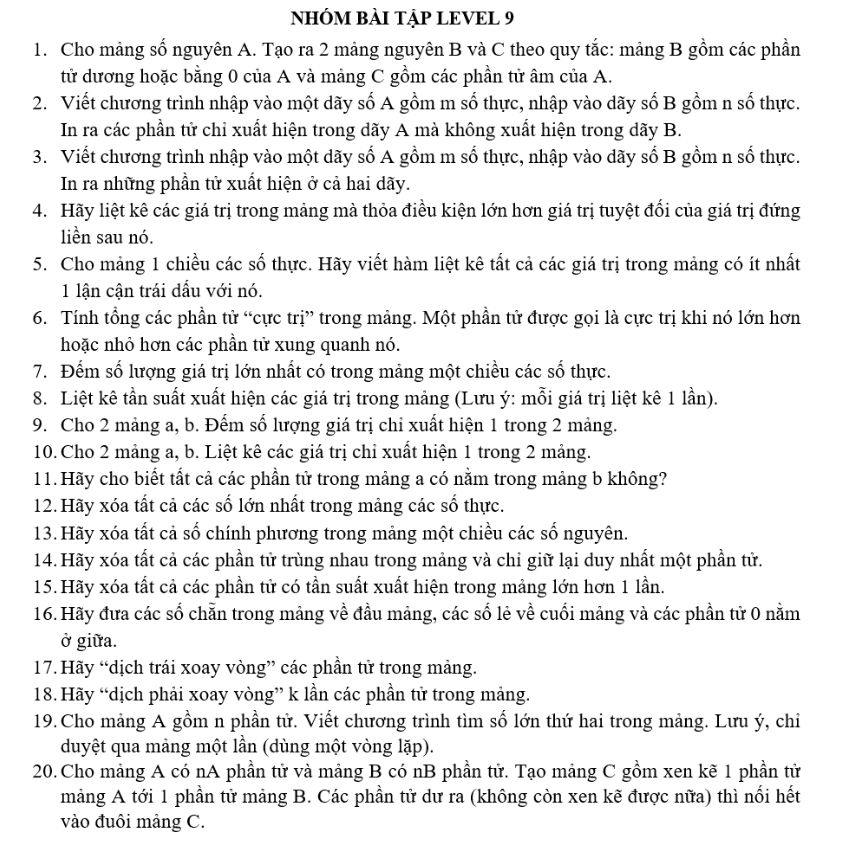 NHÓM BÀI TẬP LEVEL 9
1. Cho mảng số nguyên A. Tạo ra 2 mảng nguyên B và C theo quy tắc: mảng B gồm các phần
tử dương hoặc bằng 0 của A và mảng C gồm các phần tử âm của A.
2. Viết chương trình nhập vào một dãy số A gồm m số thực, nhập vào dãy số B gồm n số thực.
In ra các phần tử chỉ xuất hiện trong dãy A mà không xuất hiện trong dãy B.
3. Viết chương trình nhập vào một dãy số A gồm m số thực, nhập vào dãy số B gồm n số thực.
In ra những phần tử xuất hiện ở cả hai dãy.
4. Hãy liệt kê các giá trị trong mảng mà thỏa điều kiện lớn hơn giá trị tuyệt đối của giá trị đứng
liền sau nó.
5. Cho mảng 1 chiều các số thực. Hãy viết hàm liệt kê tất cả các giá trị trong mảng có ít nhất
1 lận cận trái dấu với nó.
6. Tính tổng các phần tử “cực trị” trong mảng. Một phần tử được gọi là cực trị khi nó lớn hơn
hoặc nhỏ hơn các phần tử xung quanh nó.
7. Đếm số lượng giá trị lớn nhất có trong mảng một chiều các số thực.
8. Liệt kê tần suất xuất hiện các giá trị trong mảng (Lưu ý: mỗi giá trị liệt kê 1 lần).
9. Cho 2 mảng a, b. Đếm số lượng giá trị chỉ xuất hiện 1 trong 2 mảng.
10. Cho 2 mảng a, b. Liệt kê các giá trị chỉ xuất hiện 1 trong 2 mảng.
11. Hãy cho biết tất cả các phần tử trong mảng a có nằm trong mảng b không?
12. Hãy xóa tất cả các số lớn nhất trong mảng các số thực.
13. Hãy xóa tất cả số chính phương trong mảng một chiều các số nguyên.
14. Hãy xóa tất cả các phần tử trùng nhau trong mảng và chỉ giữ lại duy nhất một phần tử.
15. Hãy xóa tất cả các phần tử có tần suất xuất hiện trong mảng lớn hơn 1 lần.
16. Hãy đưa các số chẵn trong mảng về đầu mảng, các số lẻ về cuối mảng và các phần tử 0 nằm
ở giữa.
17. Hãy “dịch trái xoay vòng” các phần tử trong mảng.
18. Hãy “dịch phải xoay vòng” k lần các phần tử trong mảng.
19. Cho mảng A gồm n phần tử. Viết chương trình tìm số lớn thứ hai trong mảng. Lưu ý, chỉ
duyệt qua mảng một lần (dùng một vòng lặp).
20. Cho mảng A có nA phần tử và mảng B có nB phần tử. Tạo mảng C gồm xen kẽ 1 phần tử
mảng A tới 1 phần tử mảng B. Các phần tử dư ra (không còn xen kẽ được nữa) thì nối hết
vào đuôi mảng C.